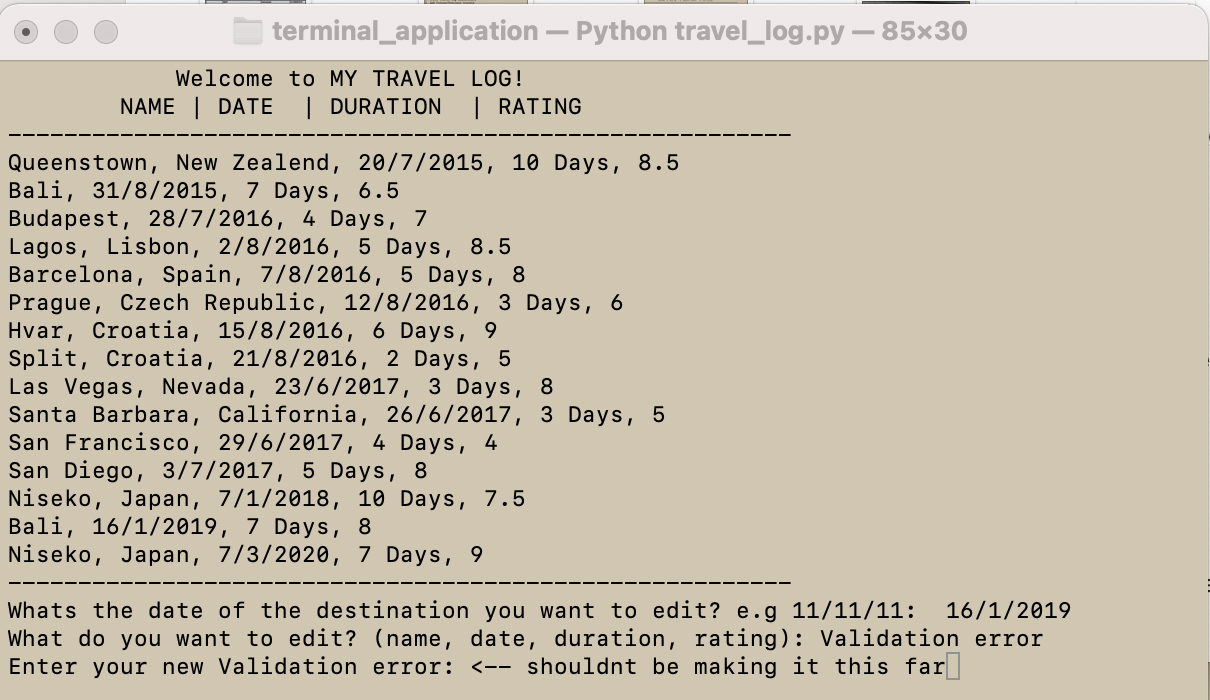 terminal_application — Python travel_log.py — 85×30
Welcome to MY TRAVEL LOG!
NAME | DATE | DURATION | RATING
--------------------------------------------------------
Queenstown, New Zealend, 20/7/2015, 10 Days, 8.5
Bali, 31/8/2015, 7 Days, 6.5
Budapest, 28/7/2016, 4 Days, 7
Lagos, Lisbon, 2/8/2016, 5 Days, 8.5
Barcelona, Spain, 7/8/2016, 5 Days, 8
Prague, Czech Republic, 12/8/2016, 3 Days, 6
Hvar, Croatia, 15/8/2016, 6 Days, 9
Split, Croatia, 21/8/2016, 2 Days, 5
Las Vegas, Nevada, 23/6/2017, 3 Days, 8
Santa Barbara, California, 26/6/2017, 3 Days, 5
San Francisco, 29/6/2017, 4 Days, 4
San Diego, 3/7/2017, 5 Days, 8
Niseko, Japan, 7/1/2018, 10 Days, 7.5
Bali, 16/1/2019, 7 Days, 8
Niseko, Japan, 7/3/2020, 7 Days, 9
--------------------------------------------------------
Whats the date of the destination you want to edit? e.g 11/11/11:  16/1/2019
What do you want to edit? (name, date, duration, rating): Validation error
Enter your new Validation error: <-- shouldnt be making it this far